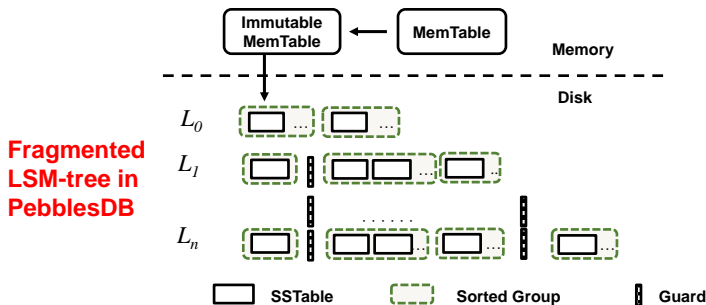 Immutable
MemTable
MemTable
Memory
Disk
L0
...
...
Fragmented
LSM-tree in
PebblesDB
L1
...
...
..
......
Ln
...
...
...
...
SSTable
Sorted Group
Guard